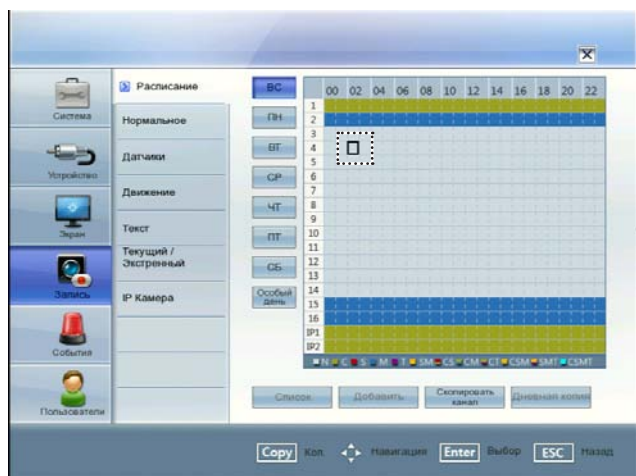 Система
Устройство
Экран
Запись
События
Пользователи
Расписание
Нормальное
Датчики
Движение
Текст
Текущий /
Экстренный
IP Камера
ВС
ПН
ВТ
СР
ЧТ
ПТ
СБ
Особый
день
00 02 04 06 08 10 12 14 16 18 20 22
1
2
3
4
5
6
7
8
9
10
11
12
13
14
15
16
IP1
IP2
N C S M T SM CS CM CT CSM SMT CSMT
Список
Добавить
Скопировать
канал
Дневная копия
Copy Коп. Навигация Enter Выбор ESC Назад